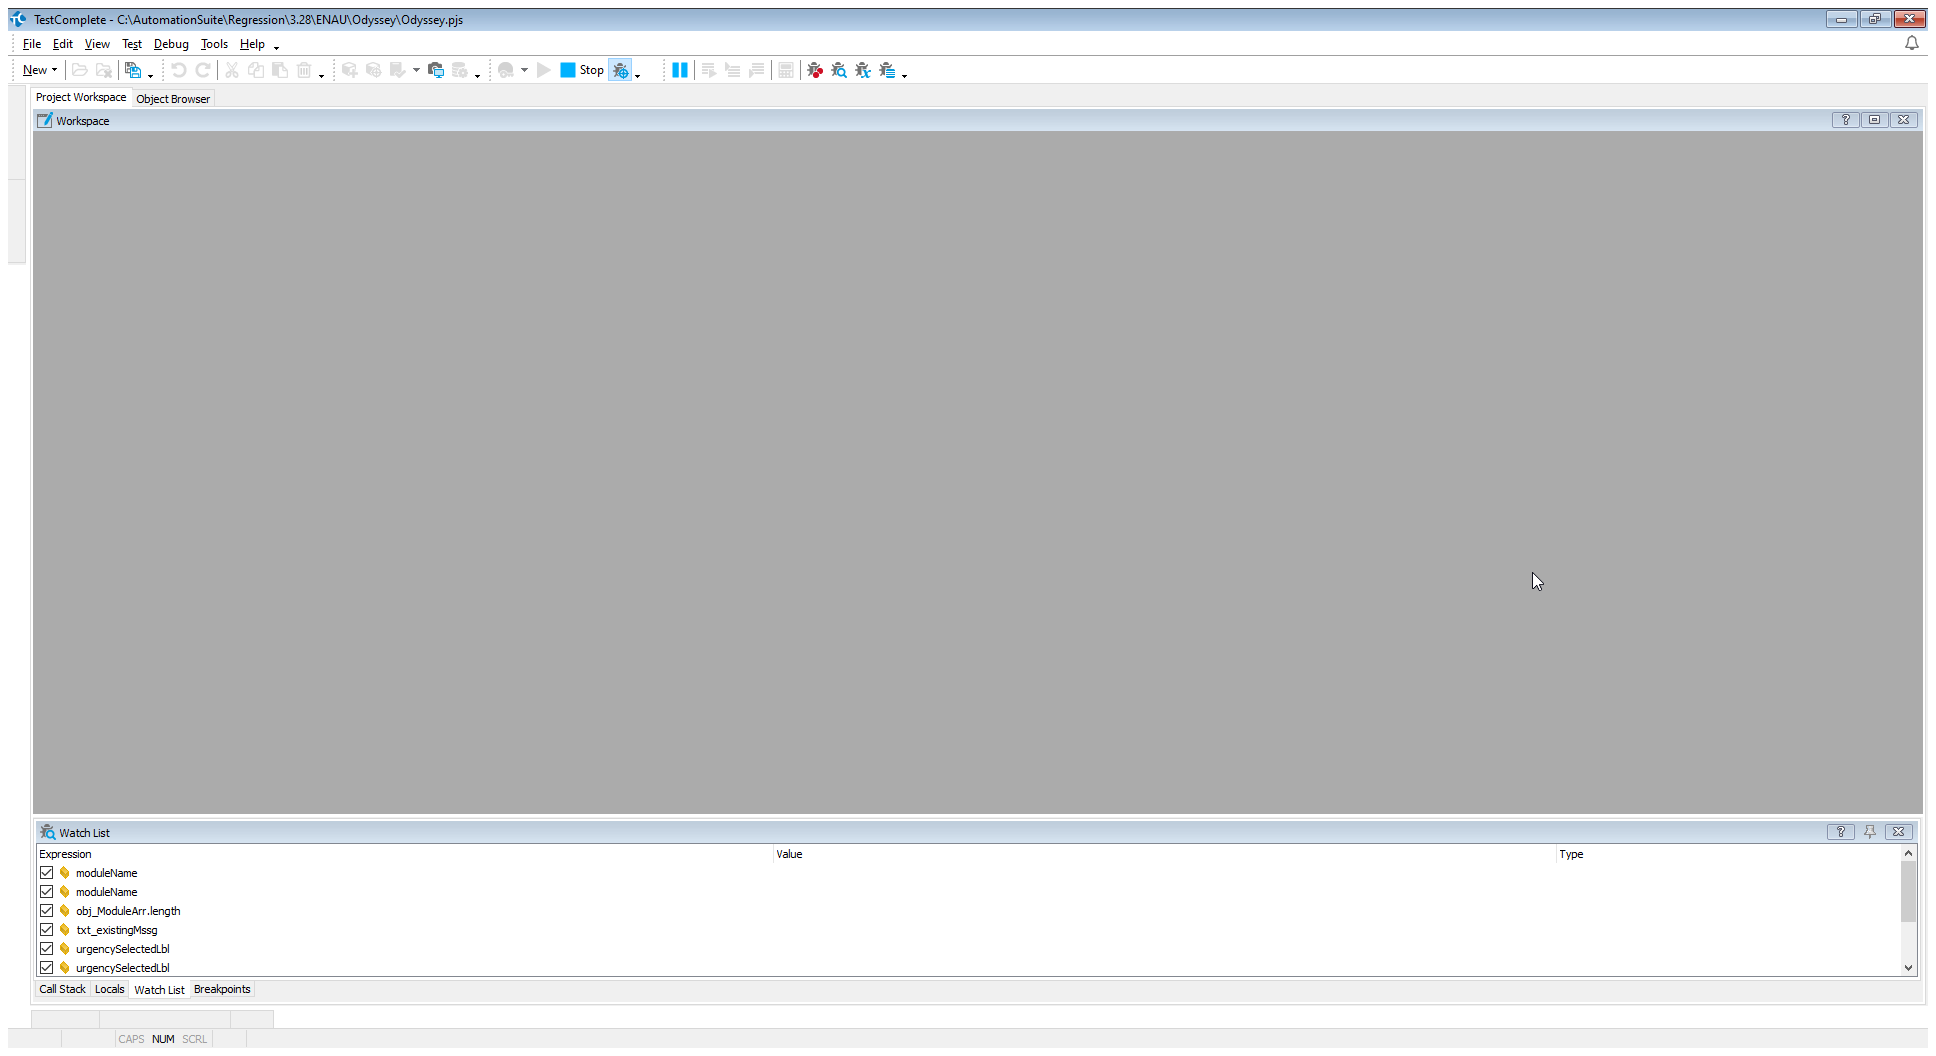 TestComplete - C:\AutomationSuite\Regression\3.28\ENAU\Odyssey\Odyssey.pjs
File Edit View Test Debug Tools Help
New Stop
Project Workspace Object Browser
Workspace
Watch List
Expression Value Type
moduleName
moduleName
obj_ModuleArr.length
txt_existingMssg
urgencySelectedLbl
urgencySelectedLbl
Call Stack Locals Watch List Breakpoints
CAPS NUM SCRL